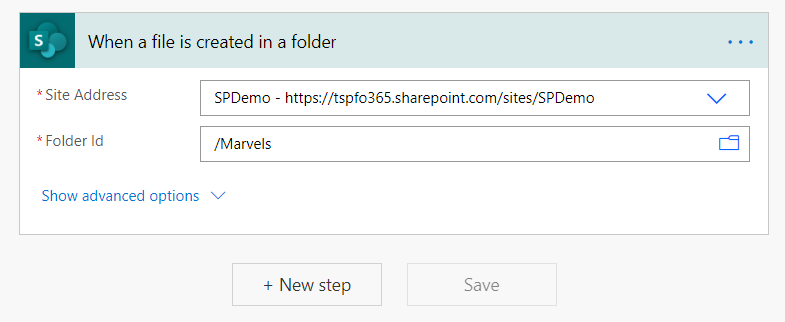 S
When a file is created in a folder
* Site Address
SPDemo - https://tspfo365.sharepoint.com/sites/SPDemo
* Folder Id
/Marvels
Show advanced options
+ New step
Save